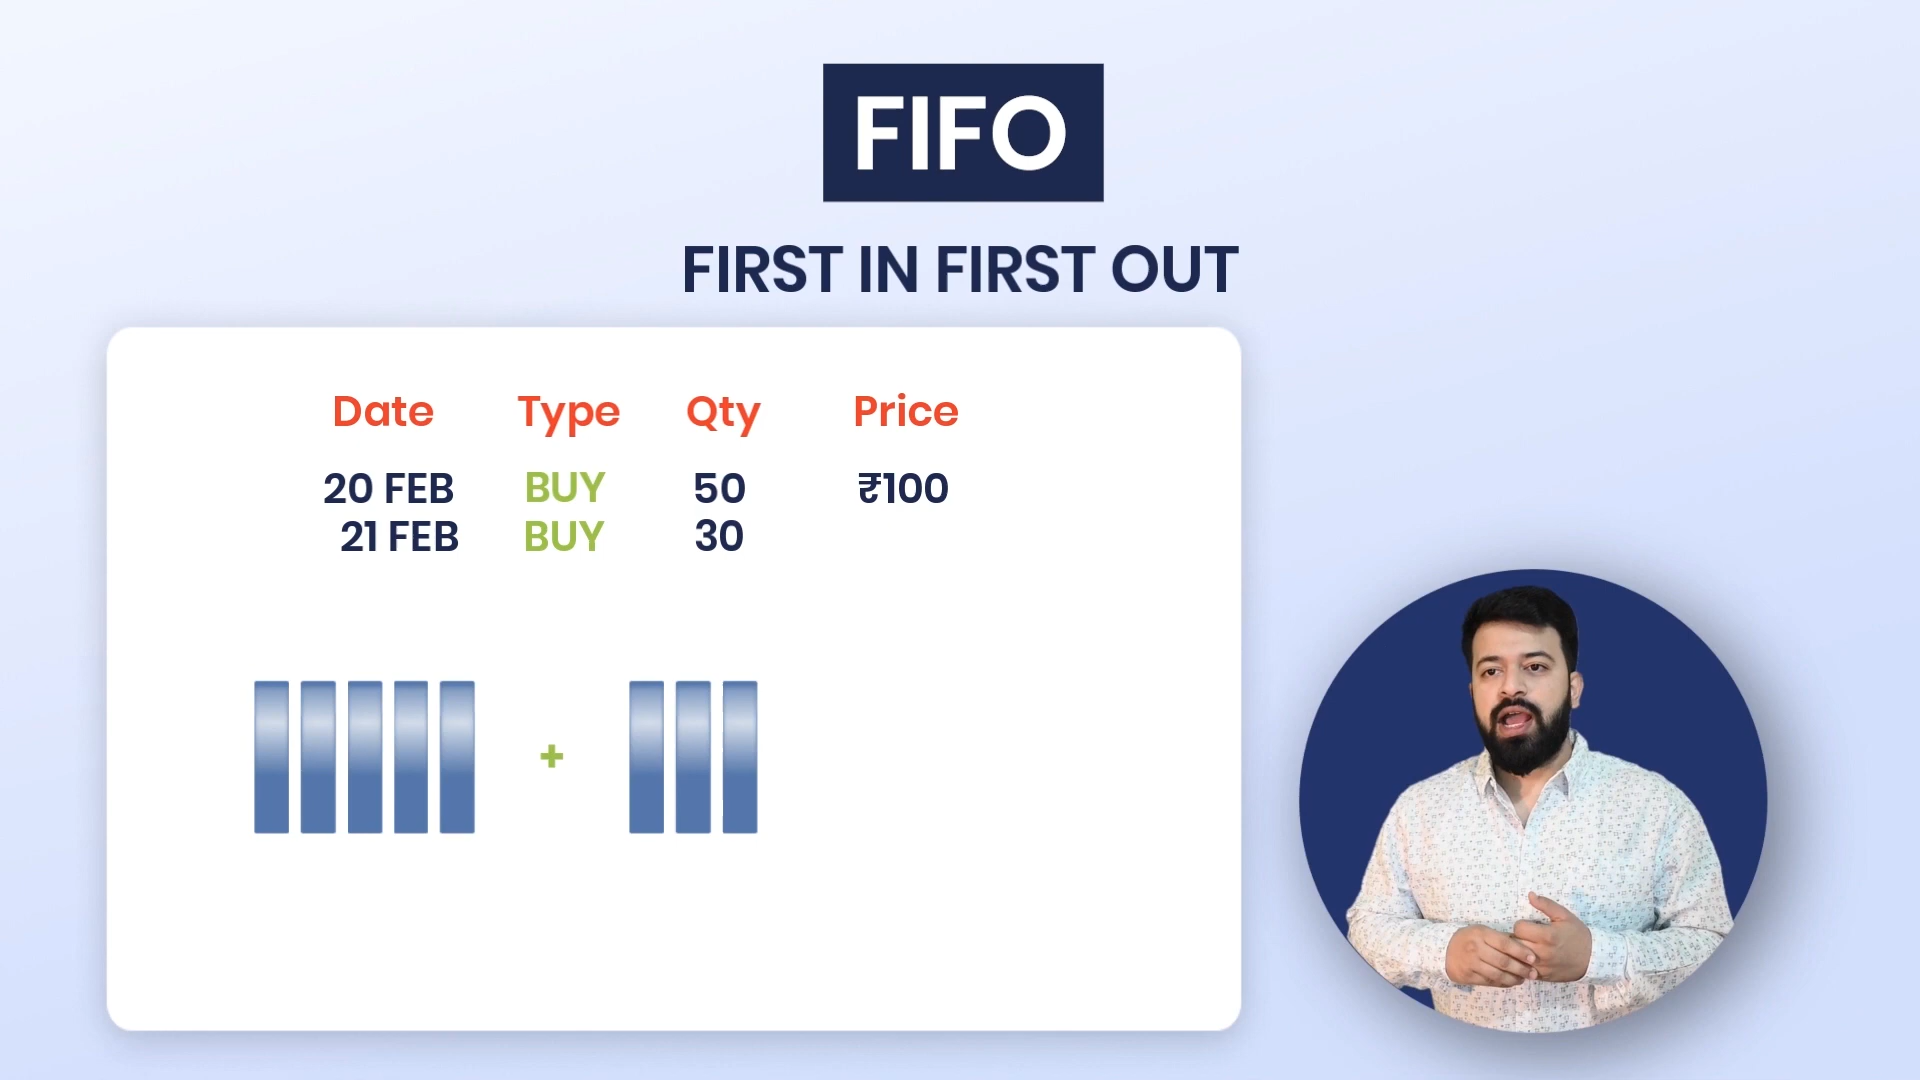 FIFO
FIRST IN FIRST OUT
Date Type Qty Price
20 FEB BUY 50 ₹100
21 FEB BUY 30
+